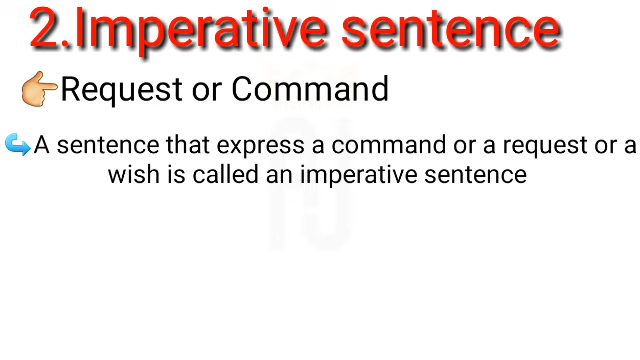 2.Imperative sentence
👉Request or Command
↪A sentence that express a command or a request or a
wish is called an imperative sentence
AJ